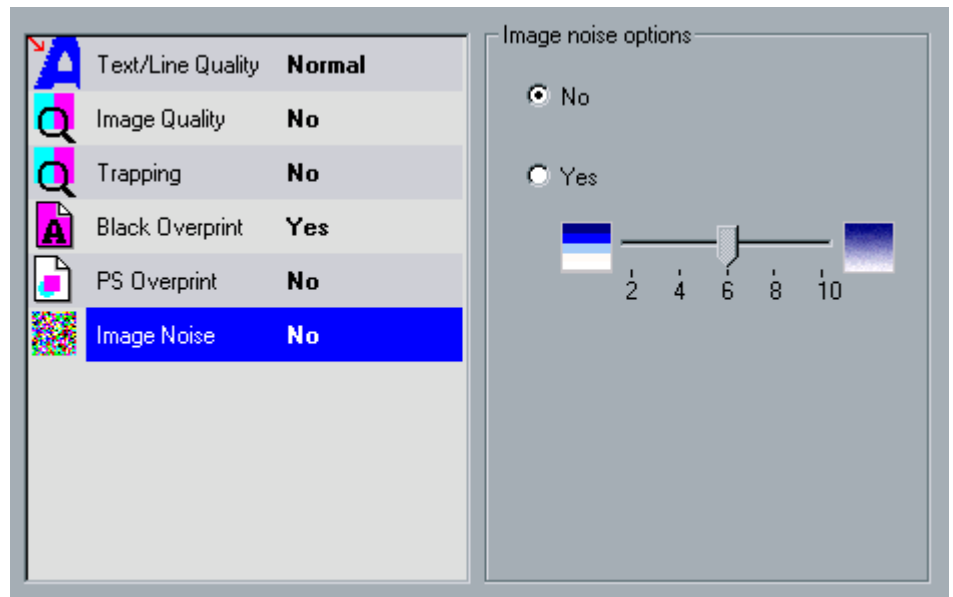 Text/Line Quality Normal
Image Quality No
Trapping No
Black Overprint Yes
PS Overprint No
Image Noise No
Image noise options
No
Yes
2 4 6 8 10